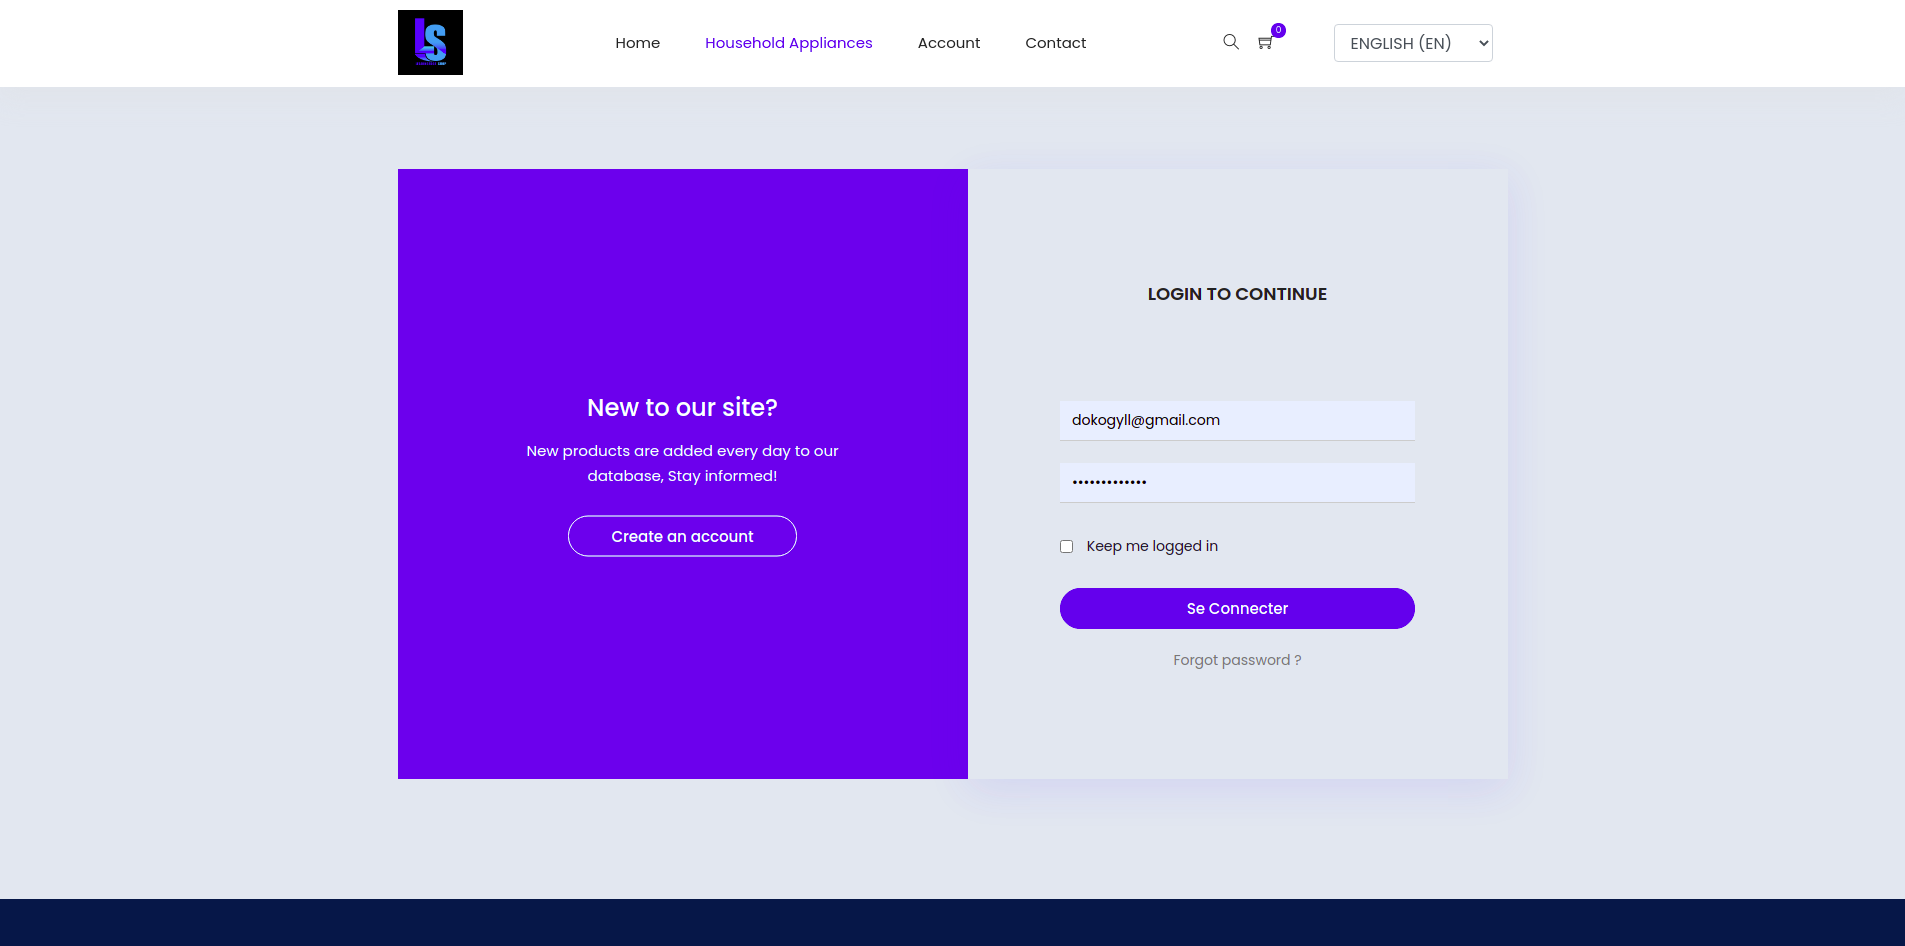 LS
Home
Household Appliances
Account
Contact
0
ENGLISH (EN)
New to our site?
New products are added every day to our
database, Stay informed!
Create an account
LOGIN TO CONTINUE
dokogyll@gmail.com
•••••••••••••
Keep me logged in
Se Connecter
Forgot password ?